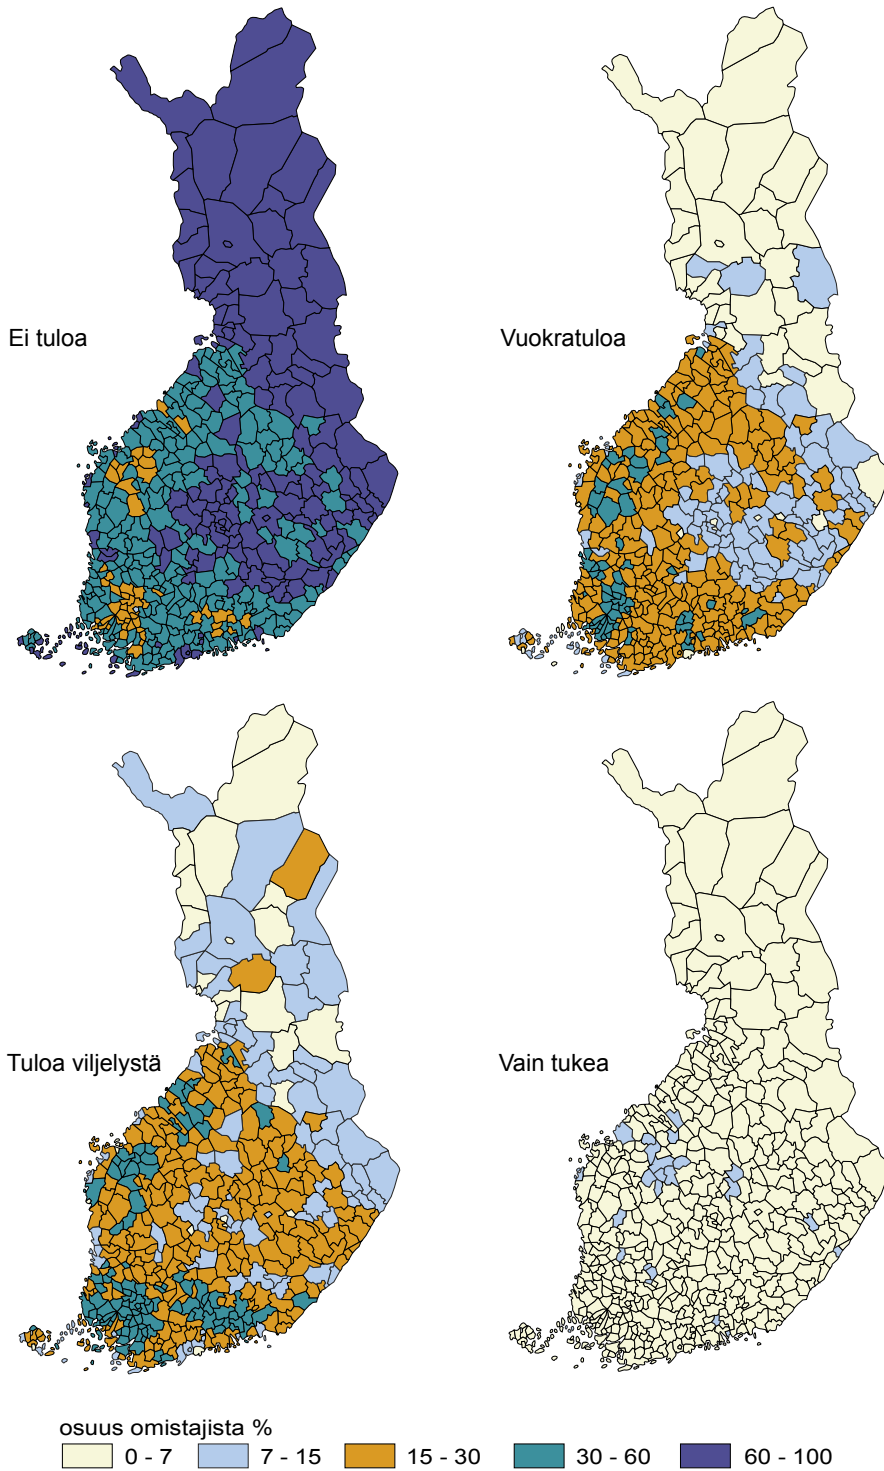 Ei tuloa
Vuokratuloa
Tuloa viljelystä
Vain tukea
osuus omistajista %
0 - 7
7 - 15
15 - 30
30 - 60
60 - 100